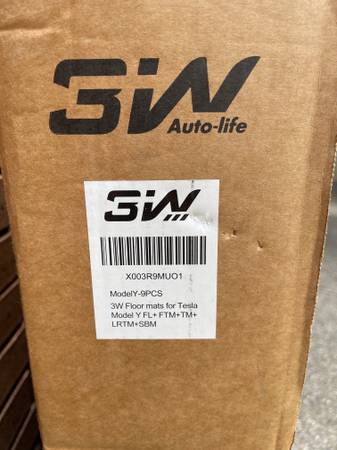 3W
Auto-life
3W
X003R9MUO1
ModelY-9PCS
3W Floor mats for Tesla
Model Y FL+ FTM+TM+
LRTM+SBM